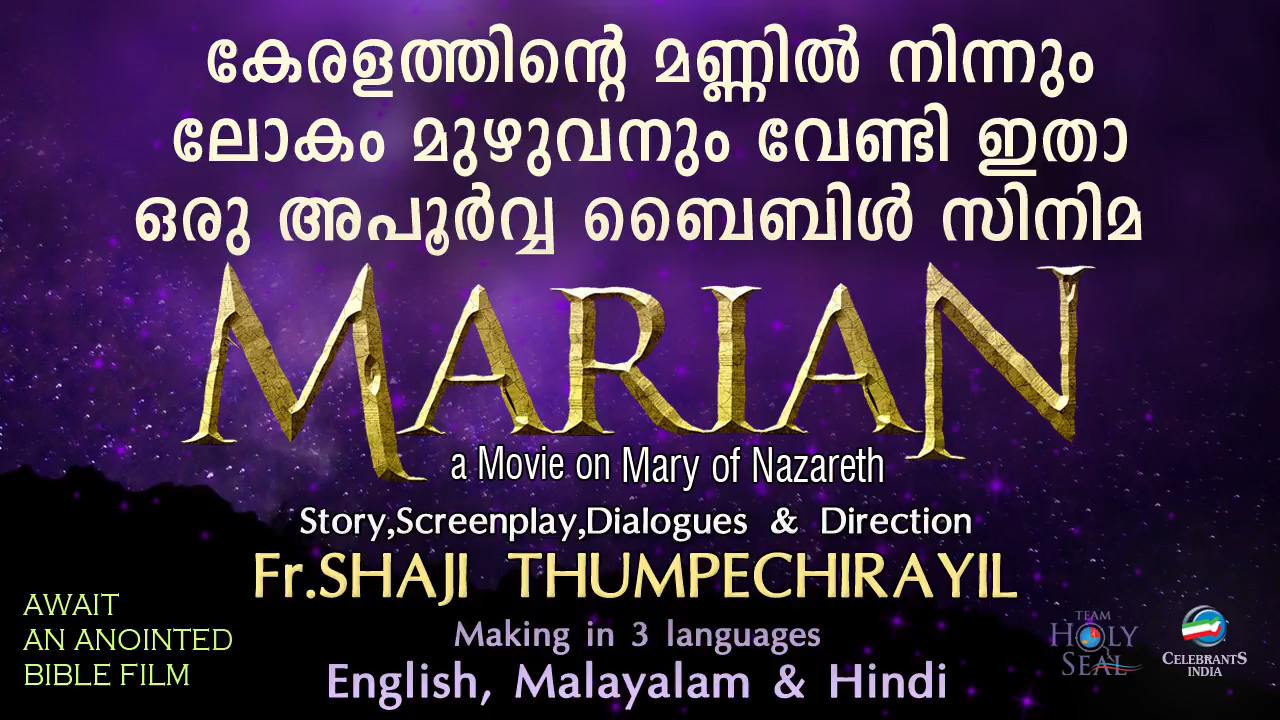 കേരളത്തിന്റെ മണ്ണിൽ നിന്നും
ലോകം മുഴുവനും വേണ്ടി ഇതാ
ഒരു അപൂർവ്വ ബൈബിൾ സിനിമ
MARIAN
a Movie on Mary of Nazareth
Story,Screenplay,Dialogues & Direction
Fr.SHAJI THUMPECHIRAYIL
Making in 3 languages
English, Malayalam & Hindi
AWAIT
AN ANOINTED
BIBLE FILM
TEAM
HOLY
SEAL
CELEBRANTS
INDIA